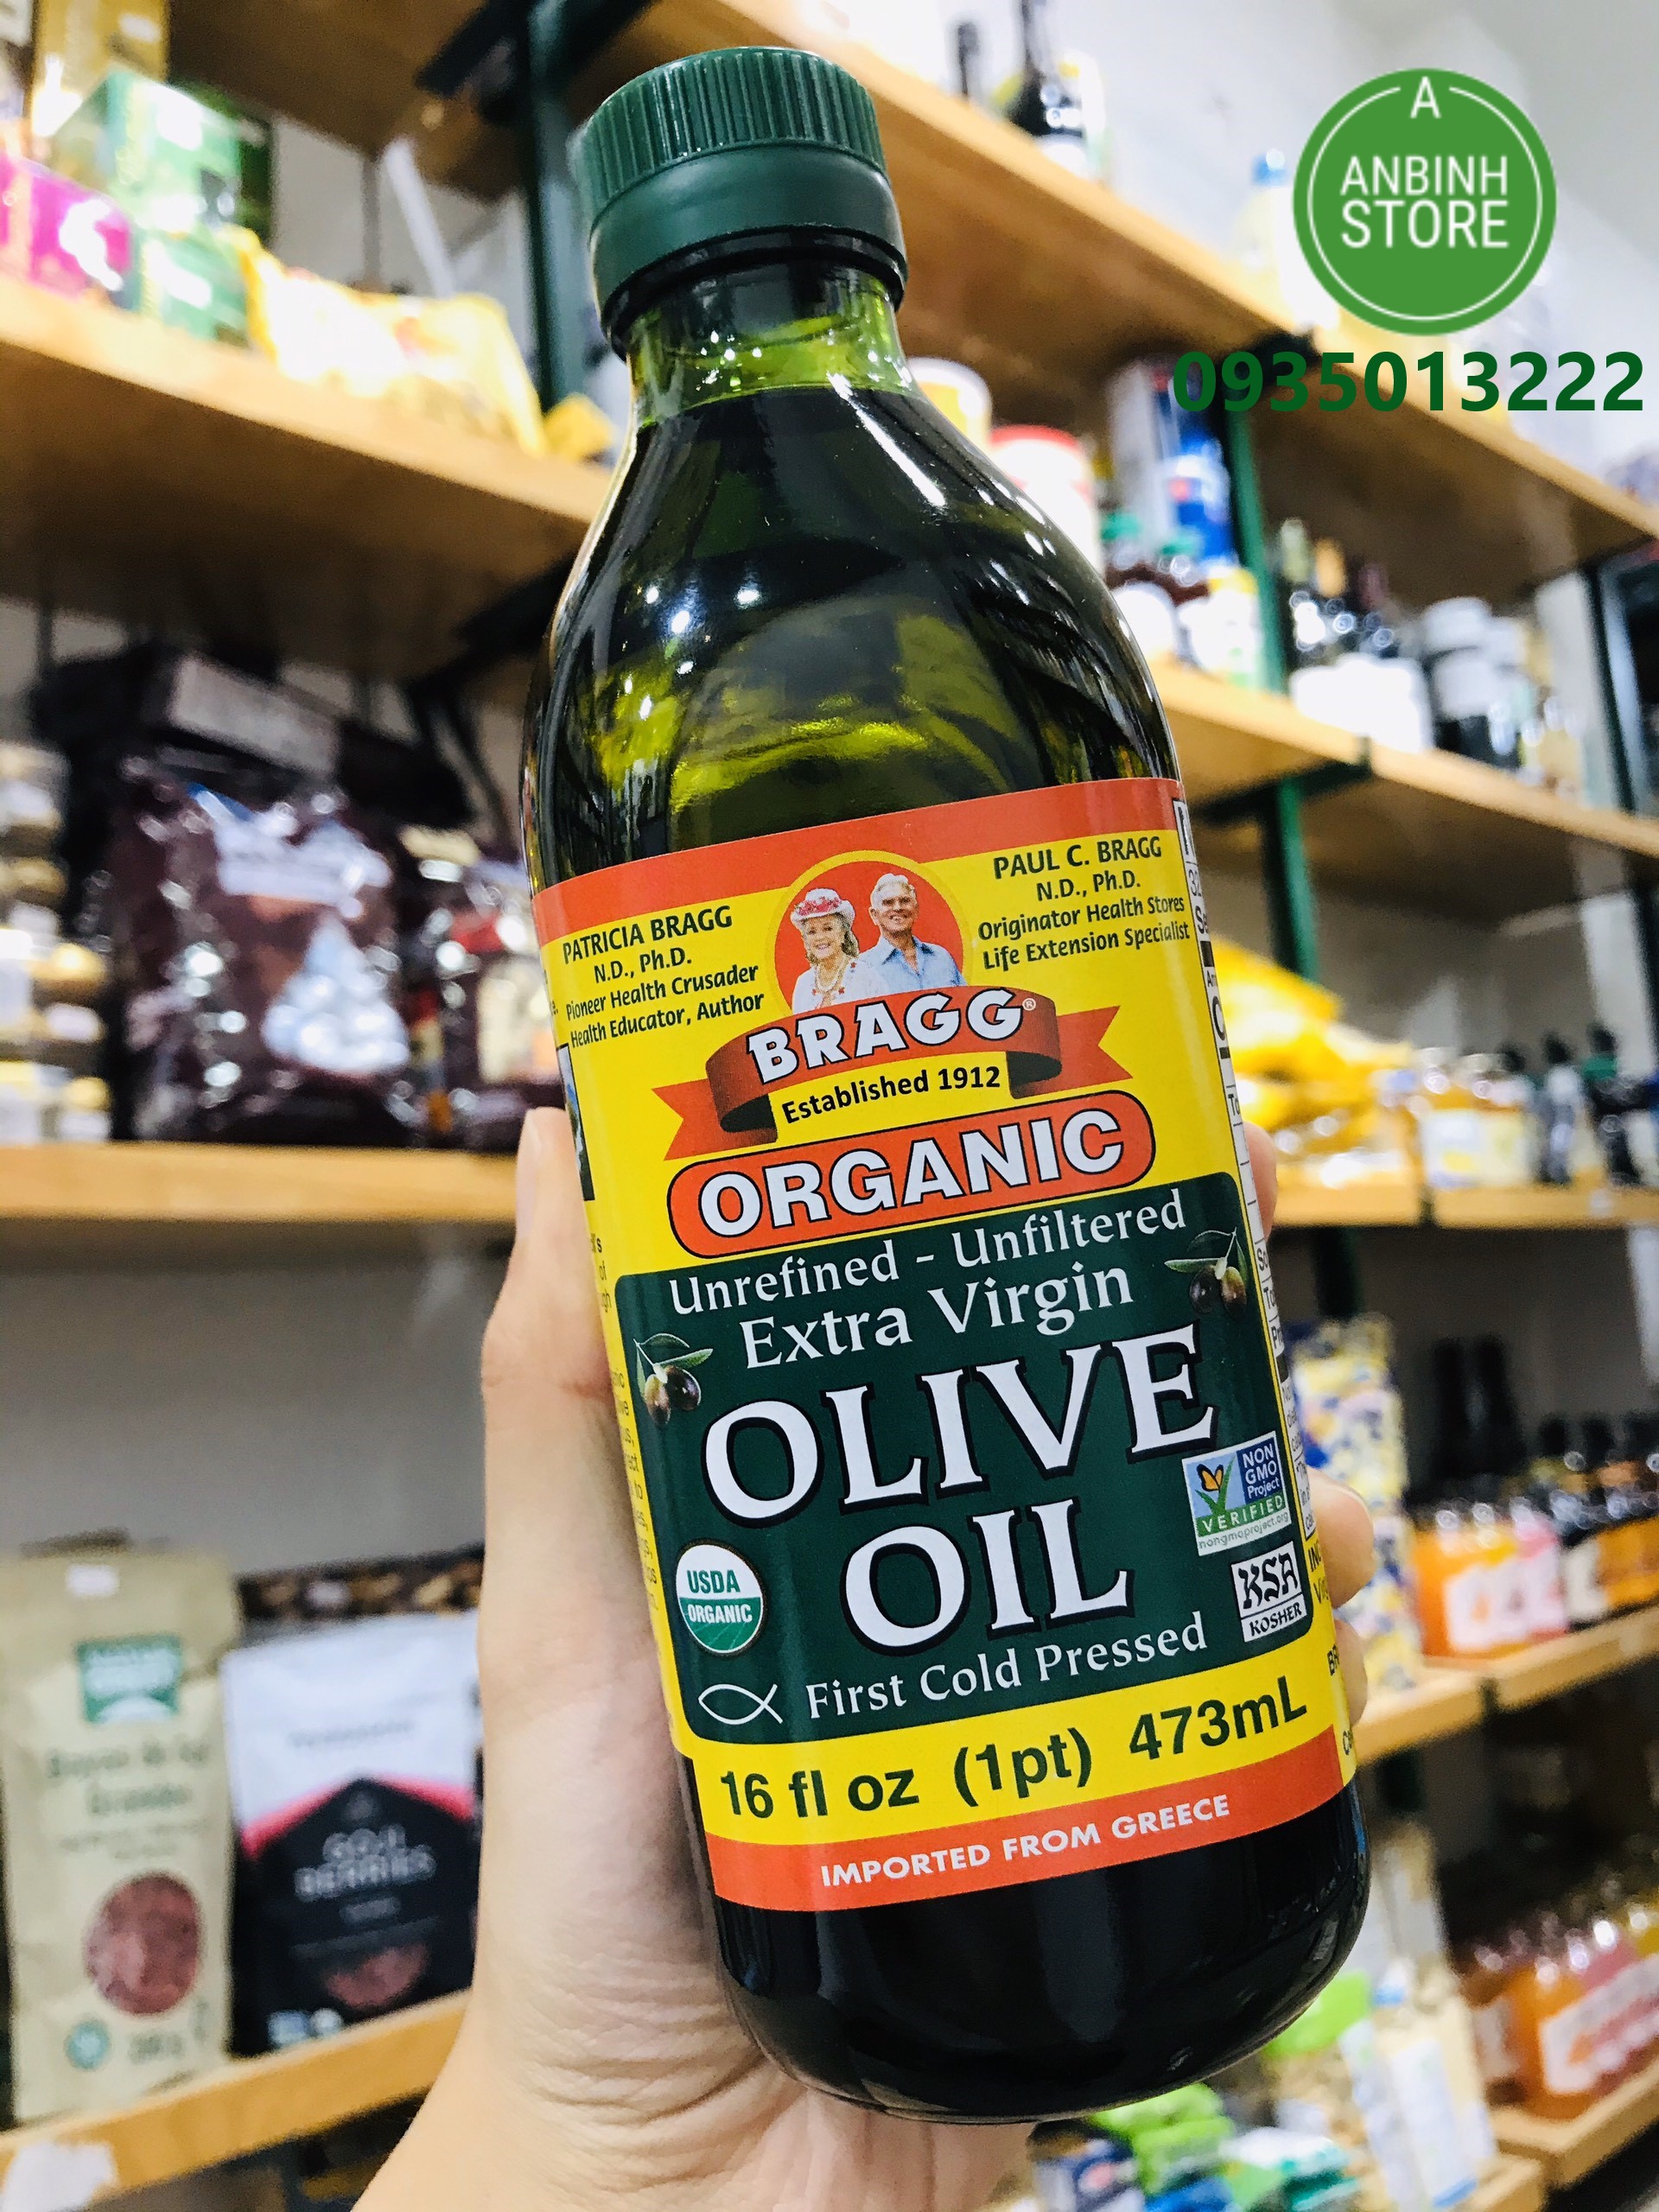 A
ANBINH
STORE
0935013222
PATRICIA BRAGG
N.D., Ph.D.
Pioneer Health Crusader
Health Educator, Author
PAUL C. BRAGG
N.D., Ph.D.
Originator Health Stores
Life Extension Specialist
BRAGG®
Established 1912
ORGANIC
Unrefined - Unfiltered
Extra Virgin
OLIVE
OIL
NON
GMO
Project
VERIFIED
nongmoproject.org
USDA
ORGANIC
KSA
KOSHER
First Cold Pressed
16 fl oz (1pt) 473mL
IMPORTED FROM GREECE
GOJI
BERRIES